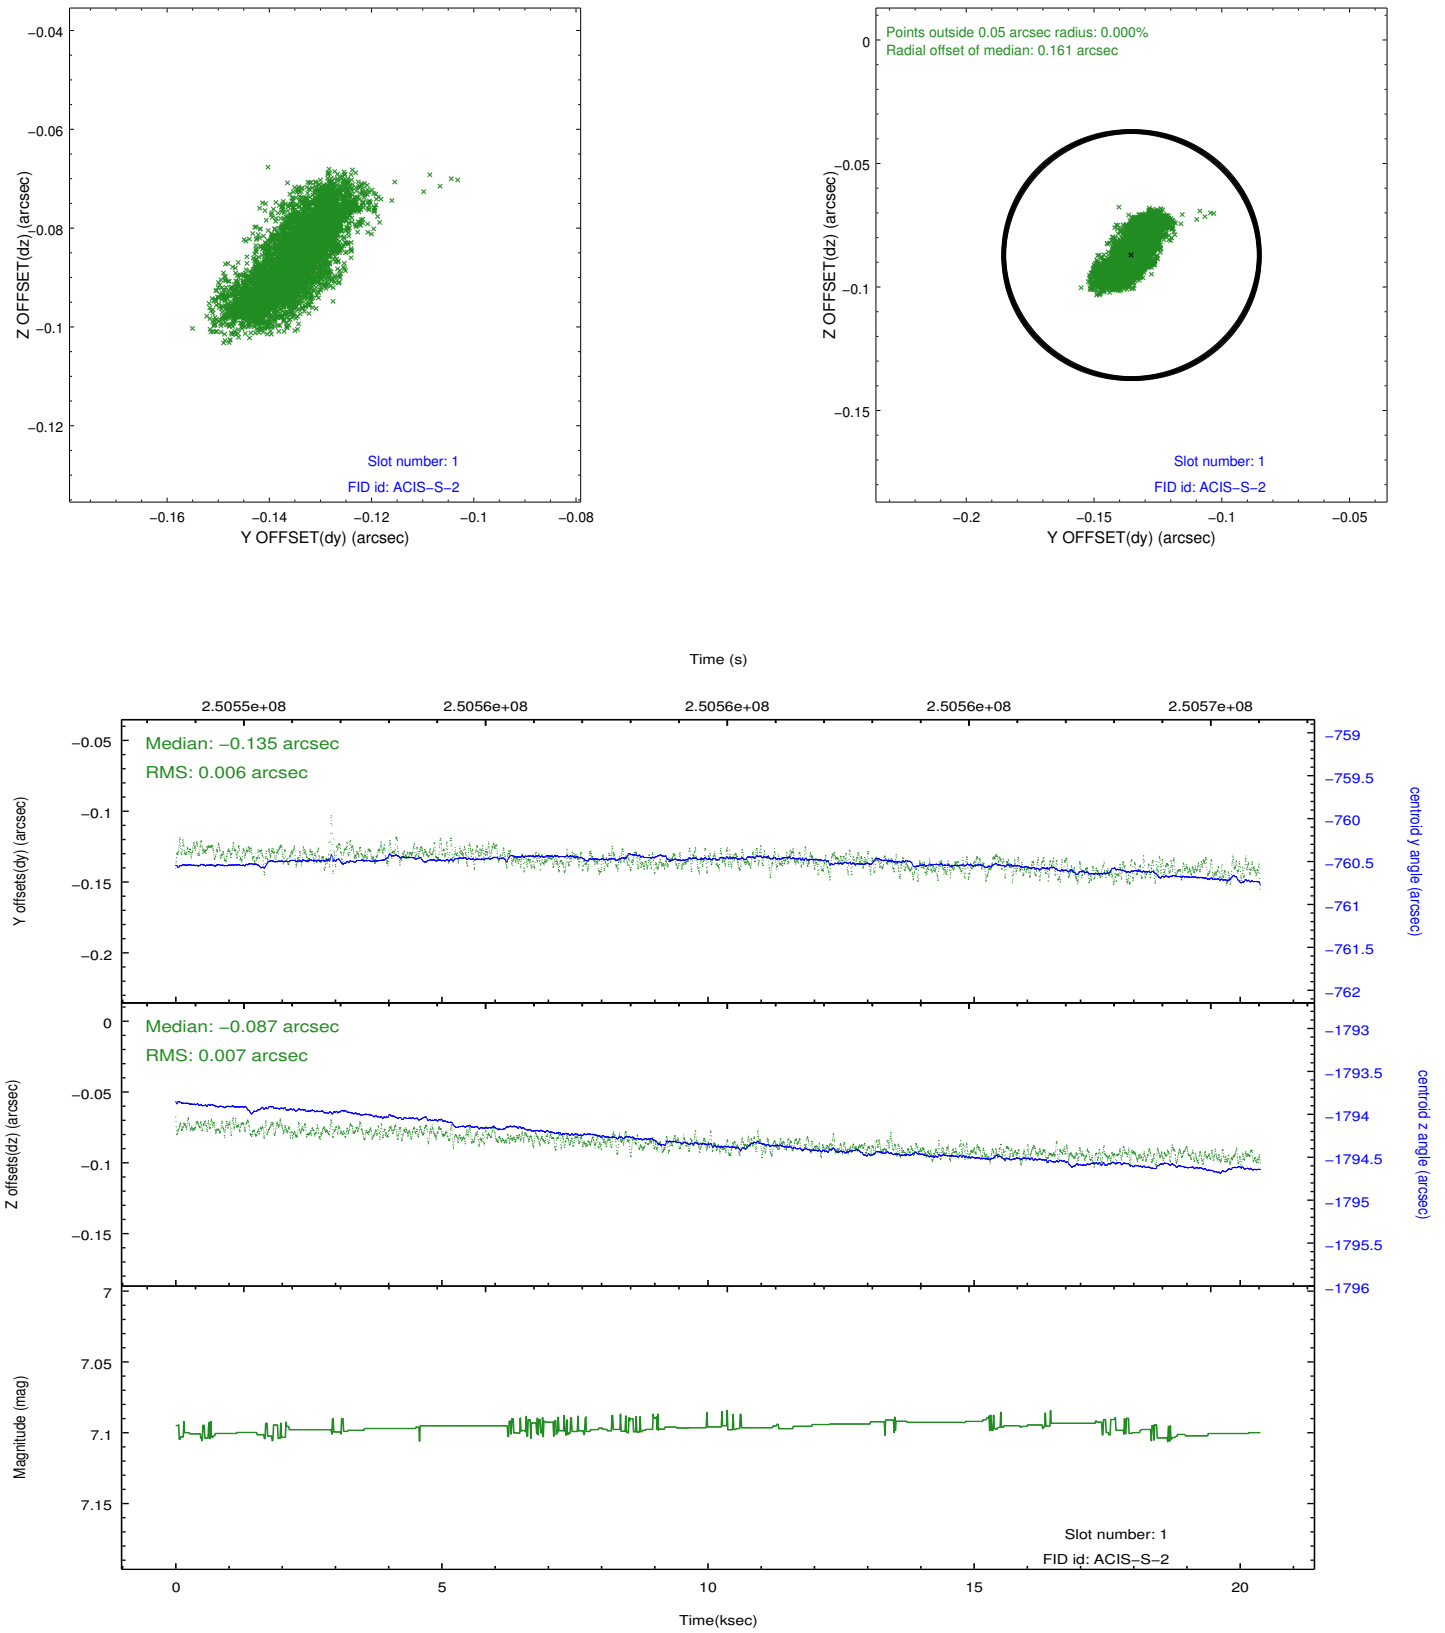 −0.04
−0.06
−0.08
−0.1
−0.12
Z OFFSET(dz) (arcsec)
Slot number: 1
FID id: ACIS−S−2
−0.16 −0.14 −0.12 −0.1 −0.08
Y OFFSET(dy) (arcsec)
Points outside 0.05 arcsec radius: 0.000%
Radial offset of median: 0.161 arcsec
0
−0.05
−0.1
−0.15
Z OFFSET(dz) (arcsec)
Slot number: 1
FID id: ACIS−S−2
−0.2 −0.15 −0.1 −0.05
Y OFFSET(dy) (arcsec)
Time (s)
2.5055e+08 2.5056e+08 2.5056e+08 2.5056e+08 2.5057e+08
Median: −0.135 arcsec
RMS: 0.006 arcsec
−0.05
−0.1
−0.15
−0.2
Y offsets(dy) (arcsec)
−759
−759.5
−760
−760.5
−761
−761.5
−762
centroid y angle (arcsec)
Median: −0.087 arcsec
RMS: 0.007 arcsec
0
−0.05
−0.1
−0.15
Z offsets(dz) (arcsec)
−1793
−1793.5
−1794
−1794.5
−1795
−1795.5
−1796
centroid z angle (arcsec)
7
7.05
7.1
7.15
Magnitude (mag)
Slot number: 1
FID id: ACIS−S−2
0 5 10 15 20
Time(ksec)